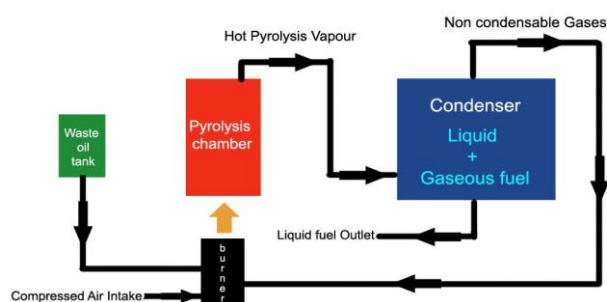 Non condensable Gases
Hot Pyrolysis Vapour
Waste
oil
tank
Pyrolysis
chamber
Condenser
Liquid
+
Gaseous fuel
Liquid fuel Outlet
burner
Compressed Air Intake